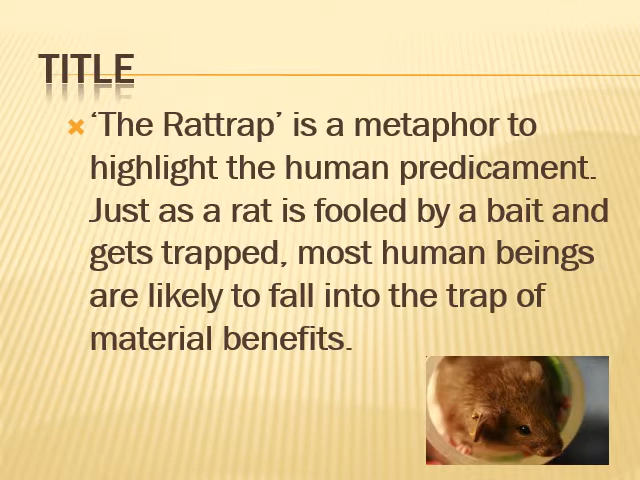 TITLE
‘The Rattrap’ is a metaphor to
highlight the human predicament.
Just as a rat is fooled by a bait and
gets trapped, most human beings
are likely to fall into the trap of
material benefits.